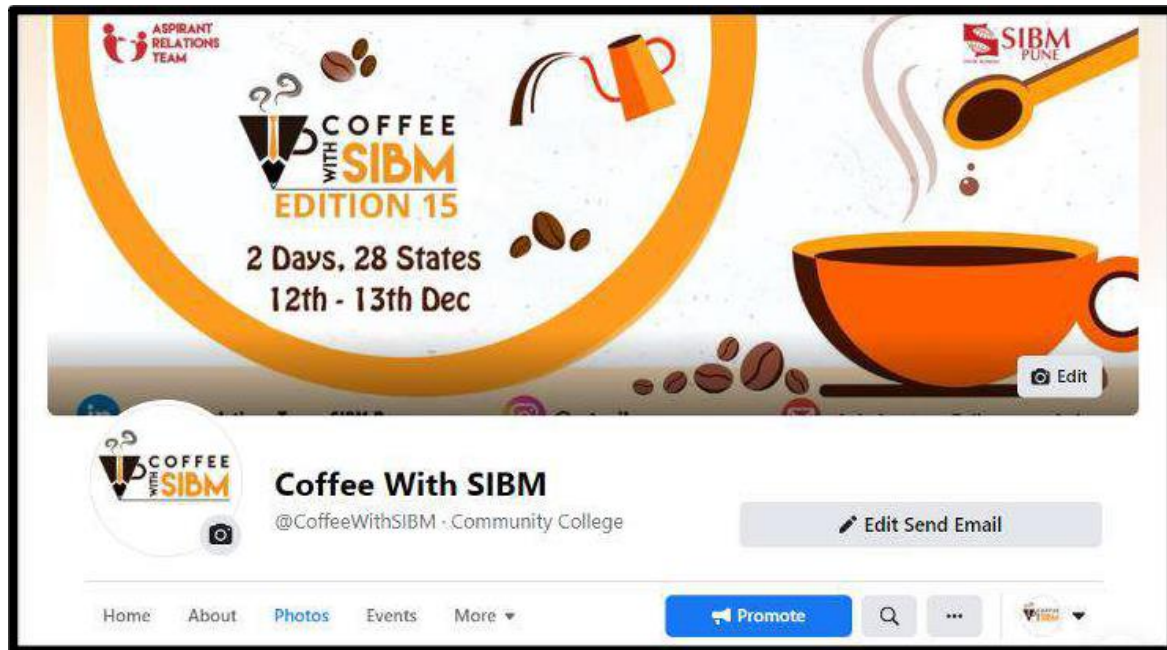 ASPIRANT
RELATIONS
TEAM
SIBM
PUNE
COFFEE
WITH
SIBM
EDITION 15
2 Days, 28 States
12th - 13th Dec
Edit
in
COFFEE
WITH
SIBM
Coffee With SIBM
@CoffeeWithSIBM · Community College
Edit Send Email
Home About Photos Events More
Promote